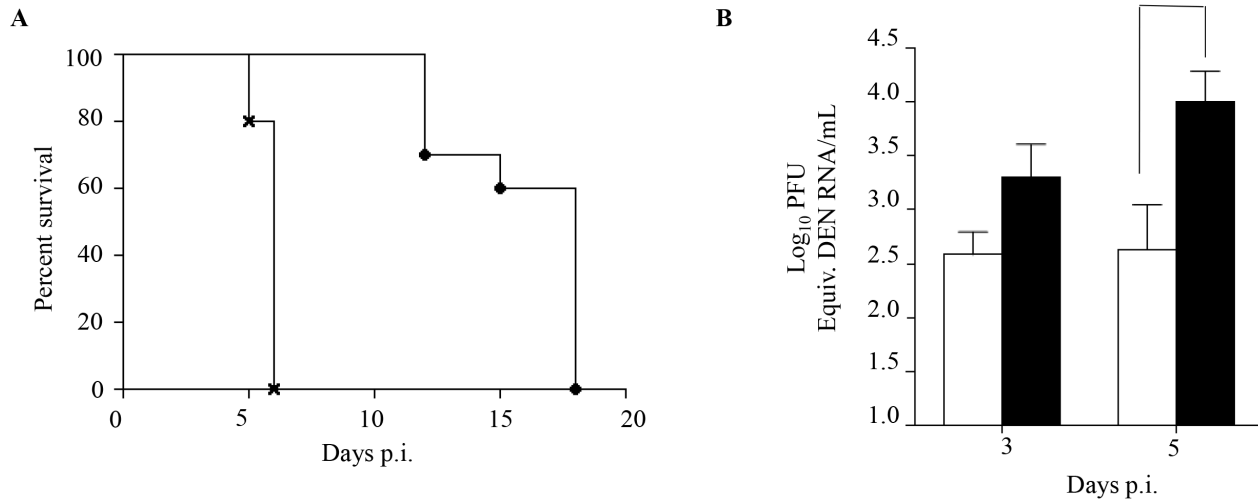 A
100
80
60
40
20
0
Percent survival
0 5 10 15 20
Days p.i.
B
4.5
4.0
3.5
3.0
2.5
2.0
1.5
1.0
Log10 PFU
Equiv. DEN RNA/mL
3 5
Days p.i.